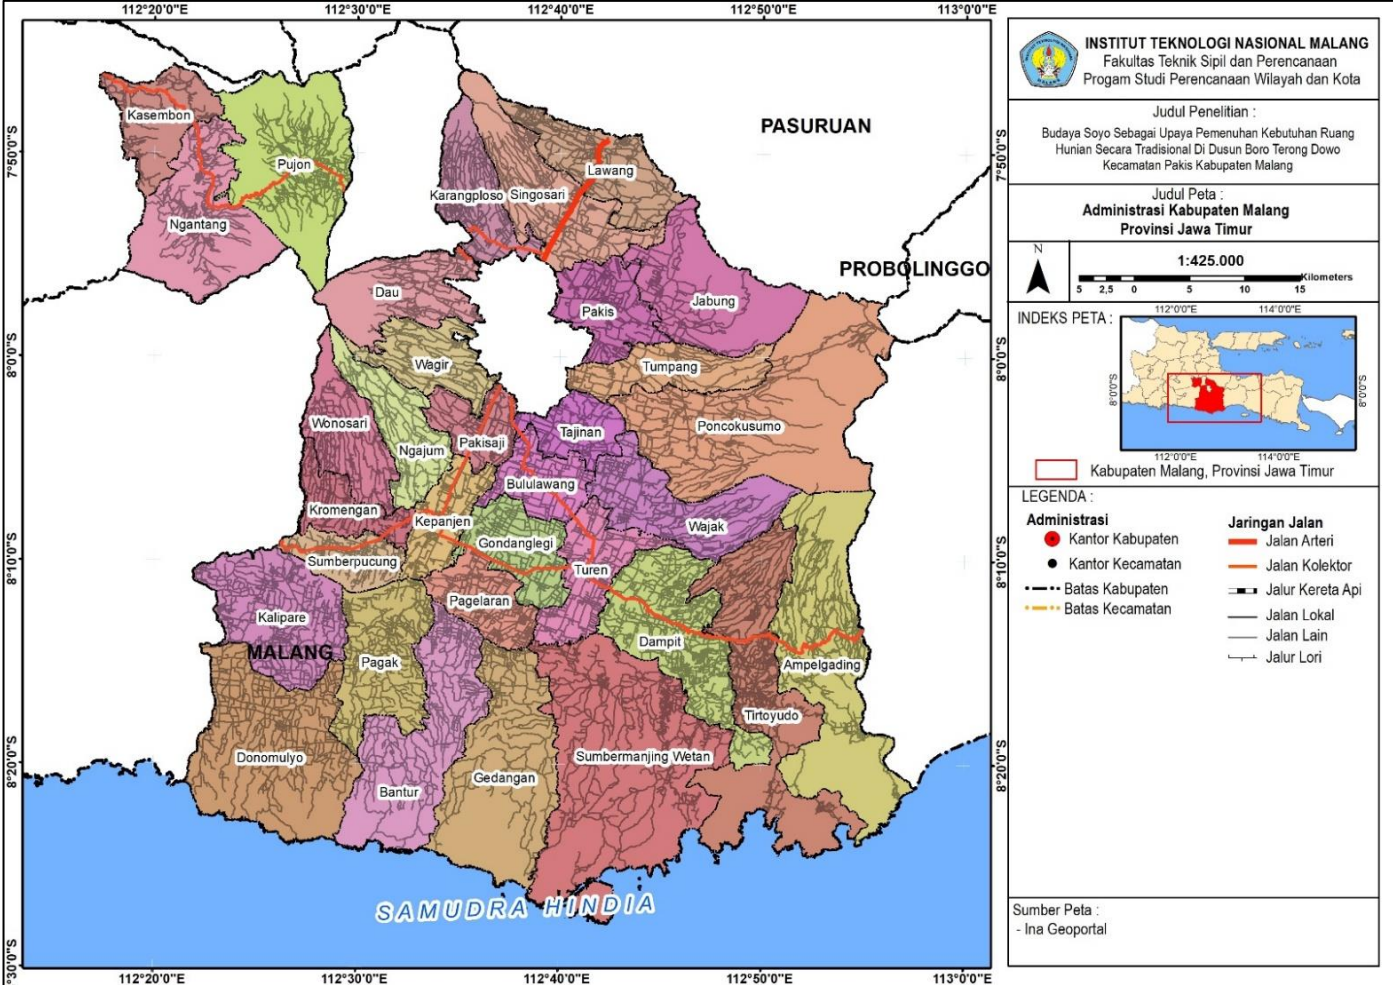 112°20'0"E
112°30'0"E
112°40'0"E
112°50'0"E
113°0'0"E
7°50'0"S
8°0'0"S
8°10'0"S
8°20'0"S
°30'0"S
7°50'0"S
8°0'0"S
8°10'0"S
8°20'0"S
PASURUAN
PROBOLINGGO
MALANG
Kasembon
Pujon
Ngantang
Karangploso
Singosari
Lawang
Dau
Pakis
Jabung
Wagir
Tumpang
Wonosari
Ngajum
Pakisaji
Tajinan
Poncokusumo
Bululawang
Kromengan
Kepanjen
Wajak
Gondanglegi
Sumberpucung
Turen
Kalipare
Pagelaran
Dampit
Pagak
Ampelgading
Tirtoyudo
Donomulyo
Sumbermanjing Wetan
Gedangan
Bantur
SAMUDRA HINDIA
112°20'0"E
112°30'0"E
112°40'0"E
112°50'0"E
113°0'0"E
INSTITUT TEKNOLOGI NASIONAL MALANG
Fakultas Teknik Sipil dan Perencanaan
Progam Studi Perencanaan Wilayah dan Kota
Judul Penelitian :
Budaya Soyo Sebagai Upaya Pemenuhan Kebutuhan Ruang
Hunian Secara Tradisional Di Dusun Boro Terong Dowo
Kecamatan Pakis Kabupaten Malang
Judul Peta :
Administrasi Kabupaten Malang
Provinsi Jawa Timur
N
1:425.000
Kilometers
5 2,5 0 5 10 15
INDEKS PETA :
112°0'0"E 114°0'0"E
8°0'0"S 8°0'0"S
112°0'0"E 114°0'0"E
Kabupaten Malang, Provinsi Jawa Timur
LEGENDA :
Administrasi
Kantor Kabupaten
Kantor Kecamatan
Batas Kabupaten
Batas Kecamatan
Jaringan Jalan
Jalan Arteri
Jalan Kolektor
Jalur Kereta Api
Jalan Lokal
Jalan Lain
Jalur Lori
Sumber Peta :
- Ina Geoportal